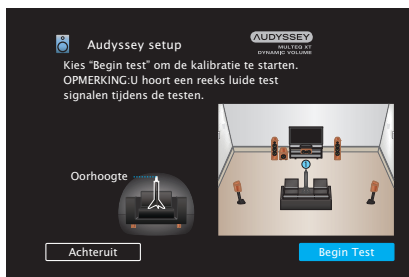 Audyssey setup
AUDYSSEY
MULTEQ XT
DYNAMIC VOLUME
Kies “Begin test” om de kalibratie te starten.
OPMERKING:U hoort een reeks luide test
signalen tijdens de testen.
Oorhoogte
1
Achteruit
Begin Test